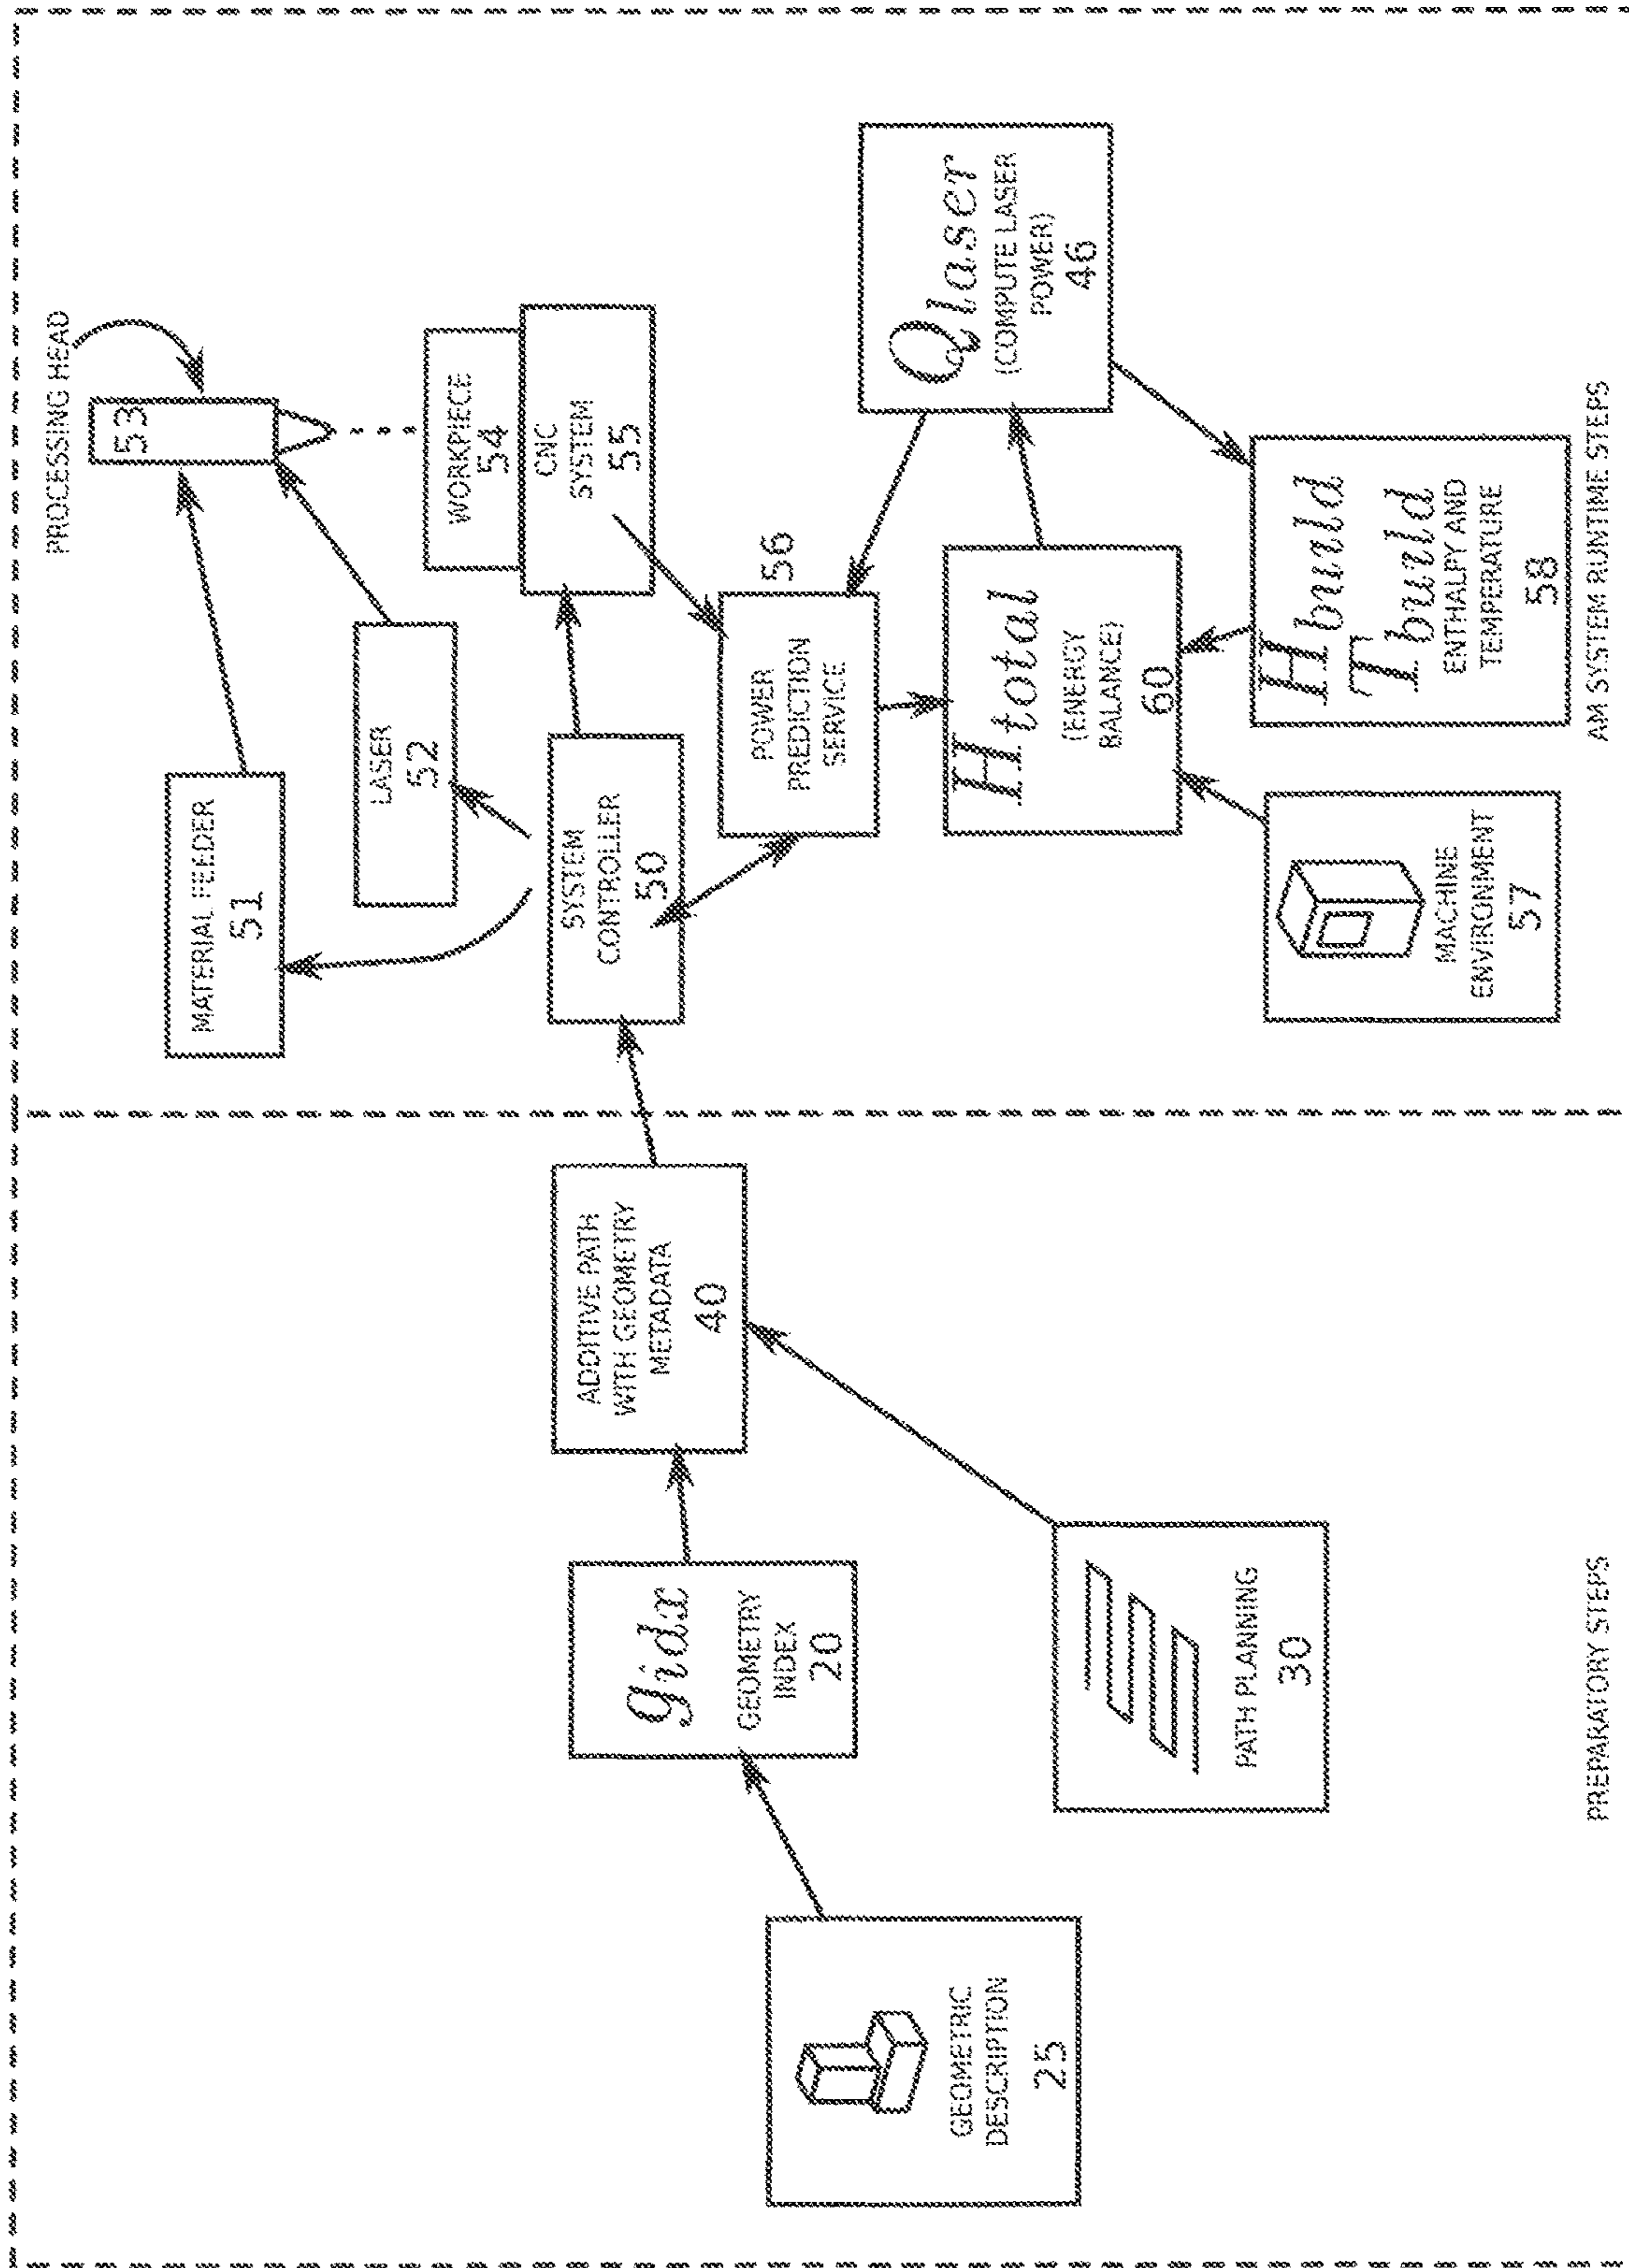 GEOMETRIC
DESCRIPTION
25
gidx
GEOMETRY
INDEX
20
PATH PLANNING
30
PREPARATORY STEPS
ADDITIVE PATH
WITH GEOMETRY
METADATA
40
PROCESSING HEAD
53
MATERIAL FEEDER
51
LASER
52
WORKPIECE
54
CNC
SYSTEM
55
SYSTEM
CONTROLLER
50
56
POWER
PREDICTION
SERVICE
Qlaser
(COMPUTE LASER
POWER)
46
Htotal
(ENERGY
BALANCE)
60
MACHINE
ENVIRONMENT
57
Hbuild
Tbuild
ENTHALPY AND
TEMPERATURE
58
AM SYSTEM RUNTIME STEPS